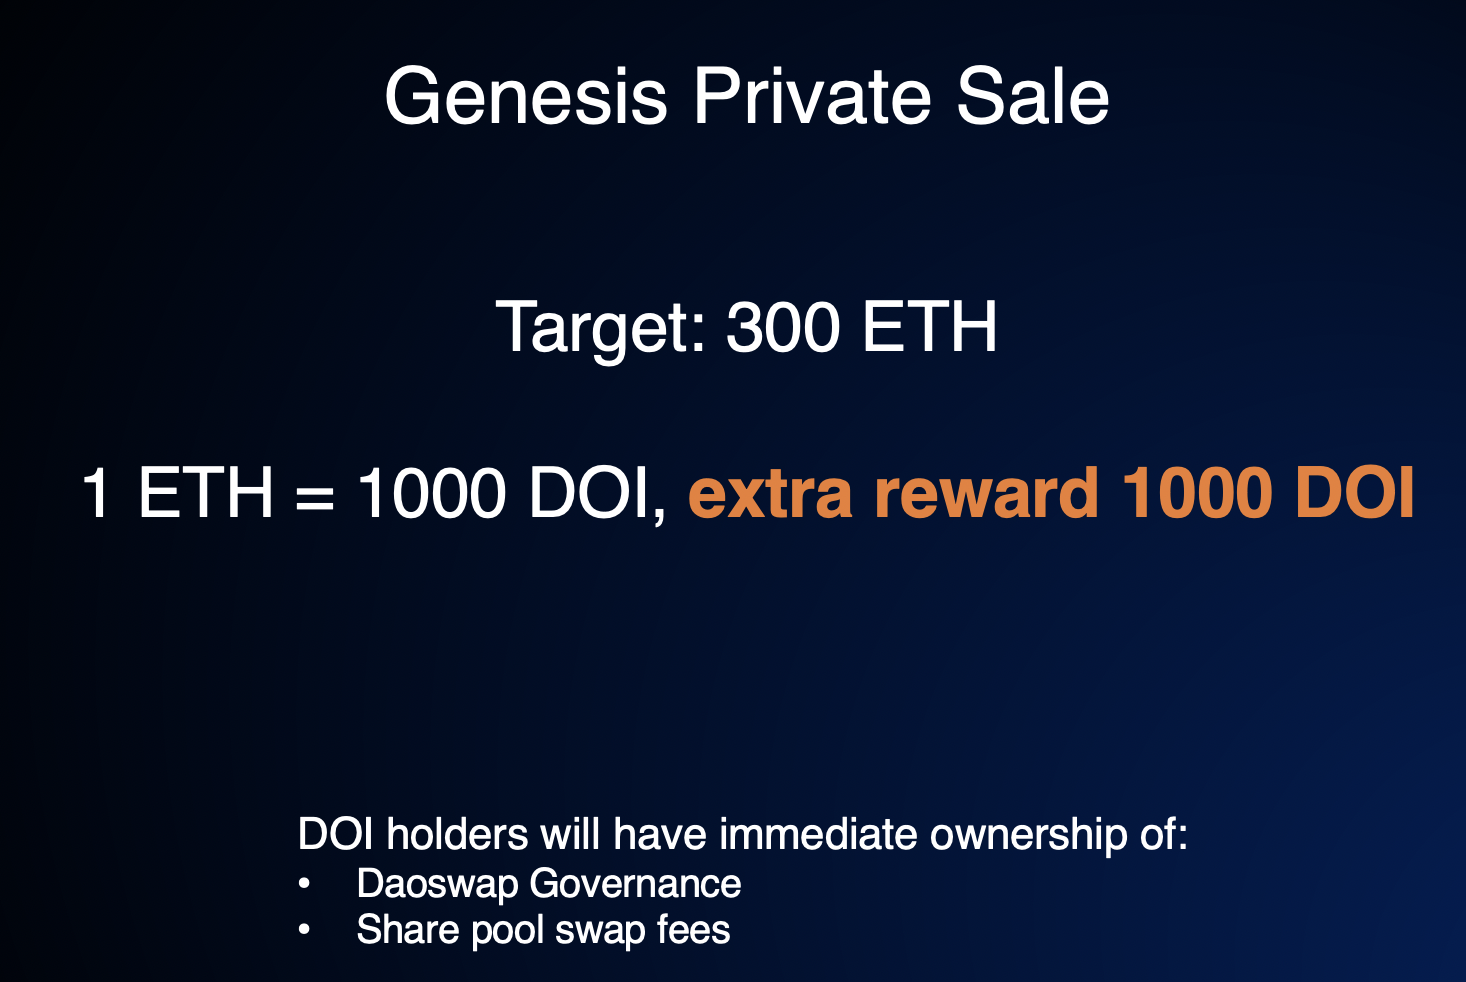 Genesis Private Sale
Target: 300 ETH
1 ETH = 1000 DOI, extra reward 1000 DOI
DOI holders will have immediate ownership of:
• Daoswap Governance
• Share pool swap fees